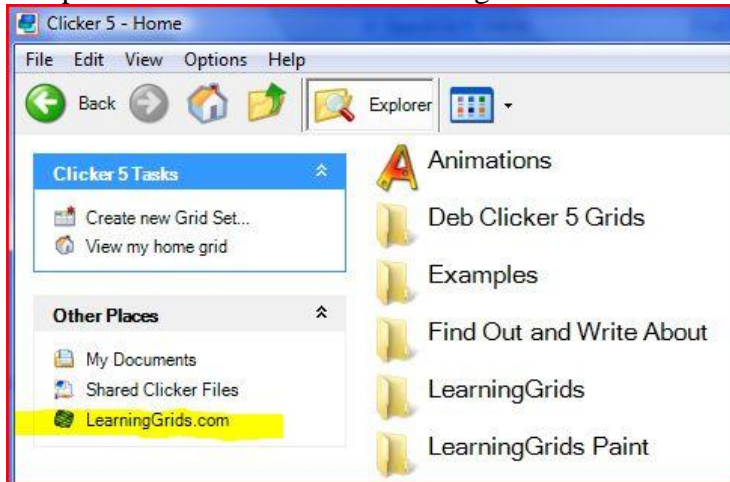 Clicker 5 - Home
File Edit View Options Help
Back Explorer
Clicker 5 Tasks
Create new Grid Set...
View my home grid
Other Places
My Documents
Shared Clicker Files
LearningGrids.com
Animations
Deb Clicker 5 Grids
Examples
Find Out and Write About
LearningGrids
LearningGrids Paint